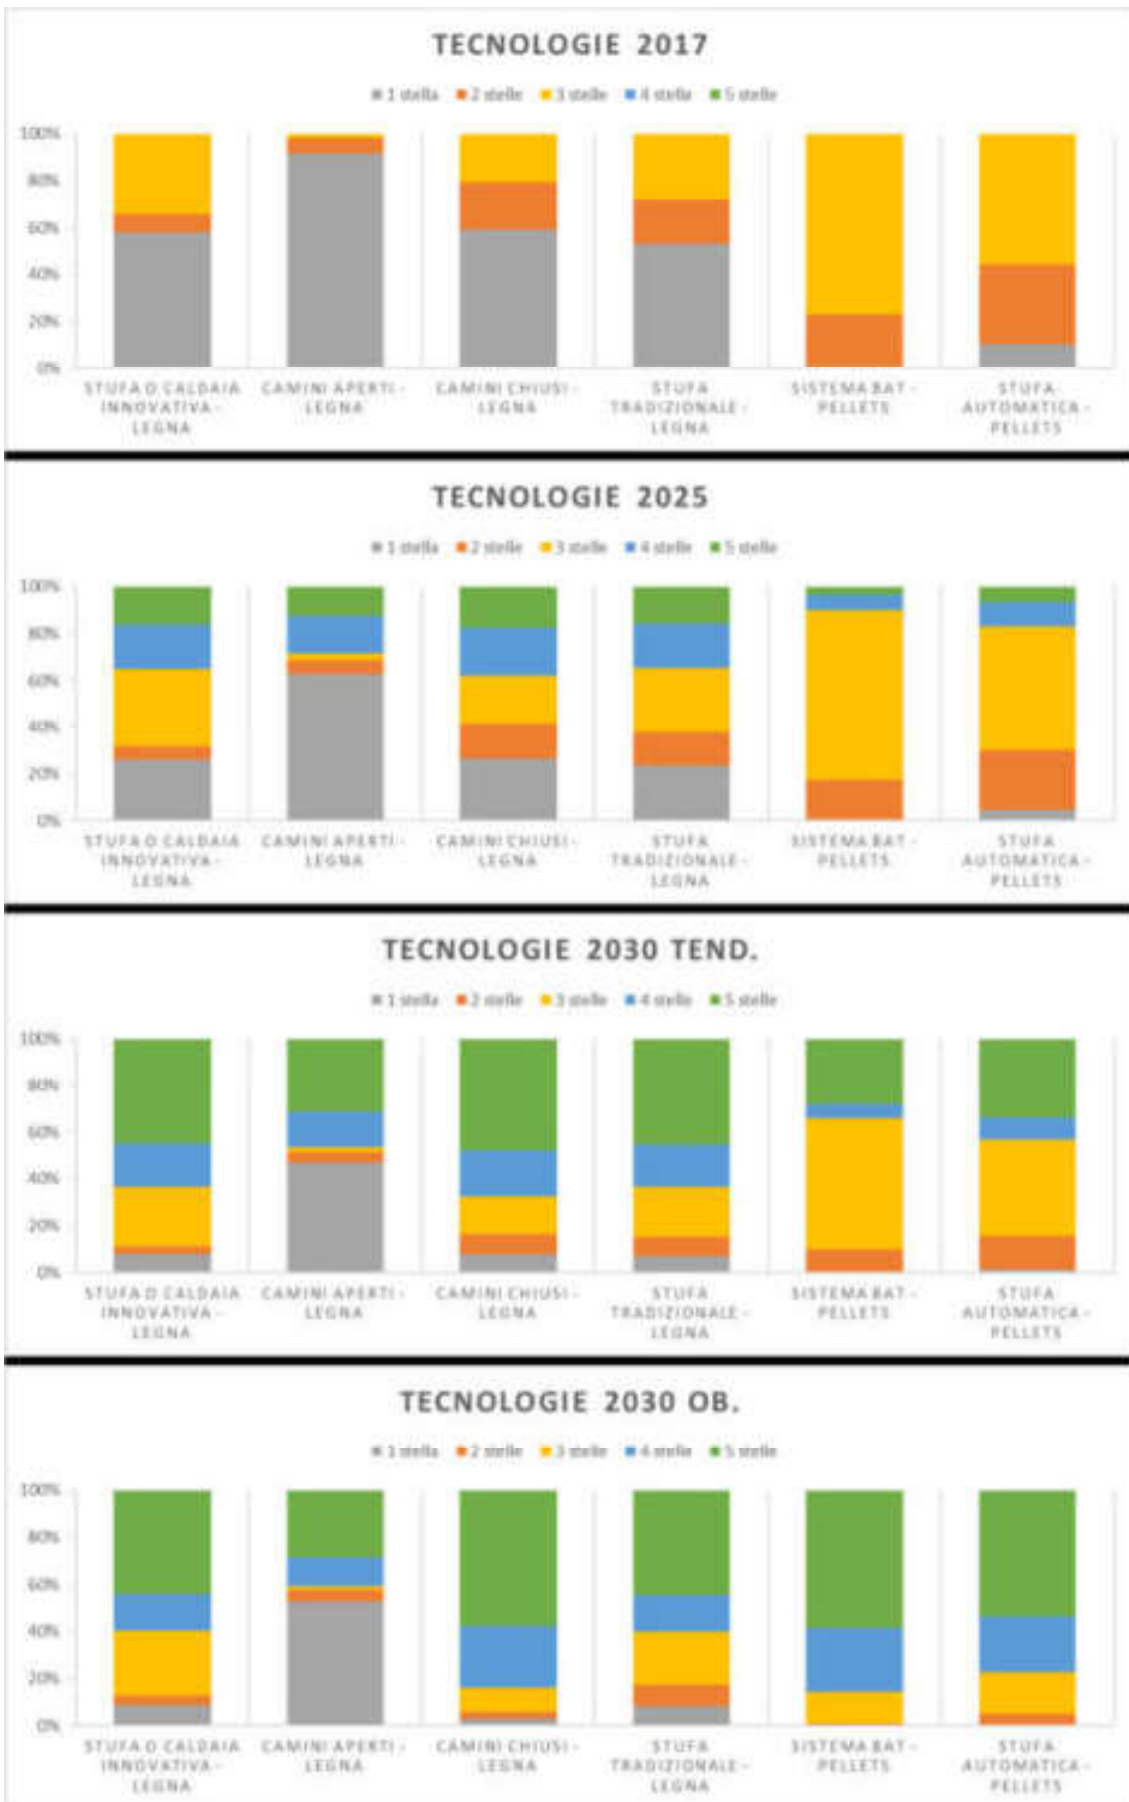 TECNOLOGIE 2017
1 stella 2 stelle 3 stelle 4 stelle 5 stelle
100%
80%
60%
40%
20%
0%
STUFA O CALDAIA INNOVATIVA - LEGNA
CAMINI APERTI - LEGNA
CAMINI CHIUSI - LEGNA
STUFA TRADIZIONALE - LEGNA
SISTEMA BAT - PELLETS
STUFA AUTOMATICA - PELLETS
TECNOLOGIE 2025
1 stella 2 stelle 3 stelle 4 stelle 5 stelle
100%
80%
60%
40%
20%
0%
STUFA O CALDAIA INNOVATIVA - LEGNA
CAMINI APERTI - LEGNA
CAMINI CHIUSI - LEGNA
STUFA TRADIZIONALE - LEGNA
SISTEMA BAT - PELLETS
STUFA AUTOMATICA - PELLETS
TECNOLOGIE 2030 TEND.
1 stella 2 stelle 3 stelle 4 stelle 5 stelle
100%
80%
60%
40%
20%
0%
STUFA O CALDAIA INNOVATIVA - LEGNA
CAMINI APERTI - LEGNA
CAMINI CHIUSI - LEGNA
STUFA TRADIZIONALE - LEGNA
SISTEMA BAT - PELLETS
STUFA AUTOMATICA - PELLETS
TECNOLOGIE 2030 OB.
1 stella 2 stelle 3 stelle 4 stelle 5 stelle
100%
80%
60%
40%
20%
0%
STUFA O CALDAIA INNOVATIVA - LEGNA
CAMINI APERTI - LEGNA
CAMINI CHIUSI - LEGNA
STUFA TRADIZIONALE - LEGNA
SISTEMA BAT - PELLETS
STUFA AUTOMATICA - PELLETS